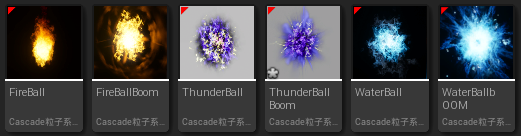 FireBall
Cascade粒子系...
FireBallBoom
Cascade粒子系...
ThunderBall
Cascade粒子系...
ThunderBall
Boom
Cascade粒子系...
WaterBall
Cascade粒子系...
WaterBallb
OOM
Cascade粒子系...